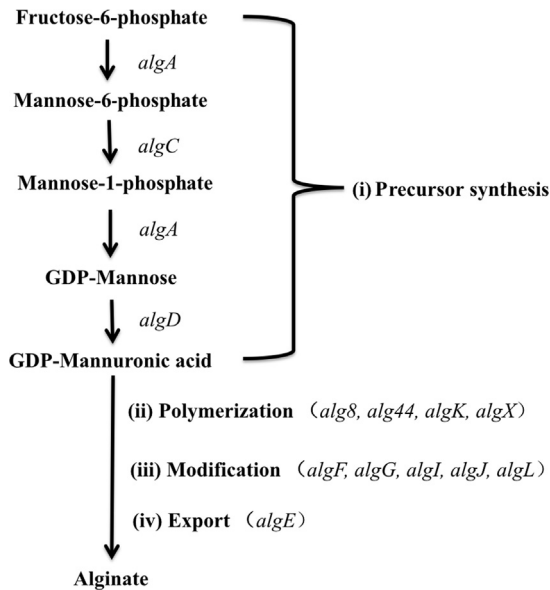 Fructose-6-phosphate
algA
Mannose-6-phosphate
algC
Mannose-1-phosphate
(i) Precursor synthesis
algA
GDP-Mannose
algD
GDP-Mannuronic acid
(ii) Polymerization （alg8, alg44, algK, algX）
(iii) Modification （algF, algG, algI, algJ, algL）
(iv) Export （algE）
Alginate